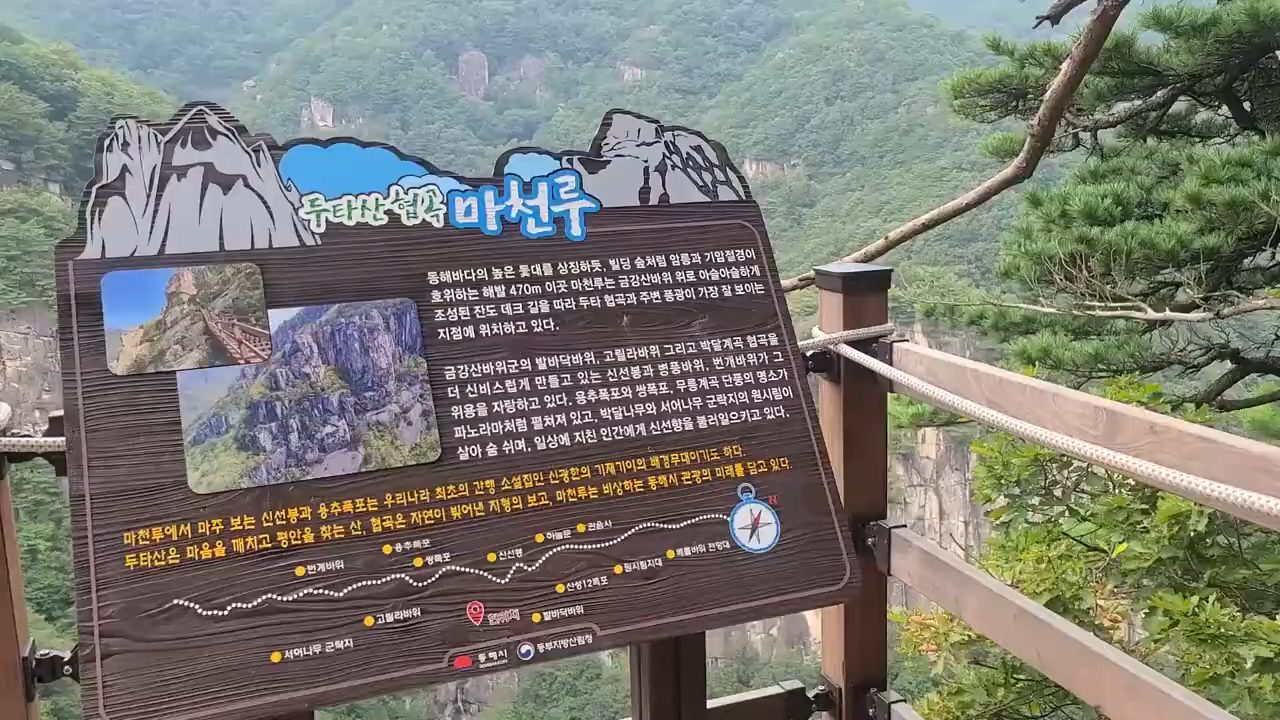 두타산 협곡 마천루
동해바다의 높은 돛대를 상징하듯, 빌딩 숲처럼 암릉과 기암절경이
호위하는 해발 470m 이곳 마천루는 금강산바위 위로 아슬아슬하게
조성된 잔도 데크 길을 따라 두타 협곡과 주변 풍광이 가장 잘 보이는
지점에 위치하고 있다.
금강산바위군의 발바닥바위, 고릴라바위 그리고 박달계곡 협곡을
더 신비스럽게 만들고 있는 신선봉과 병풍바위, 번개바위가 그
위용을 자랑하고 있다. 용추폭포와 쌍폭포, 무릉계곡 단풍의 명소가
파노라마처럼 펼쳐져 있고, 박달나무와 서어나무 군락지의 원시림이
살아 숨 쉬며, 일상에 지친 인간에게 신선향을 불러일으키고 있다.
마천루에서 마주 보는 신선봉과 용추폭포는 우리나라 최초의 간행 소설집인 신광한의 기재기이의 배경무대이기도 하다.
두타산은 마음을 깨치고 평안을 찾는 산, 협곡은 자연이 빚어낸 지형의 보고, 마천루는 비상하는 동해시 관광의 미래를 담고 있다.
N
관음사
하늘문
용추폭포
신선봉
쌍폭포
번개바위
베틀바위 전망대
원시림지대
산성12폭포
발바닥바위
현위치
고릴라바위
서어나무 군락지
동해시
동부지방산림청